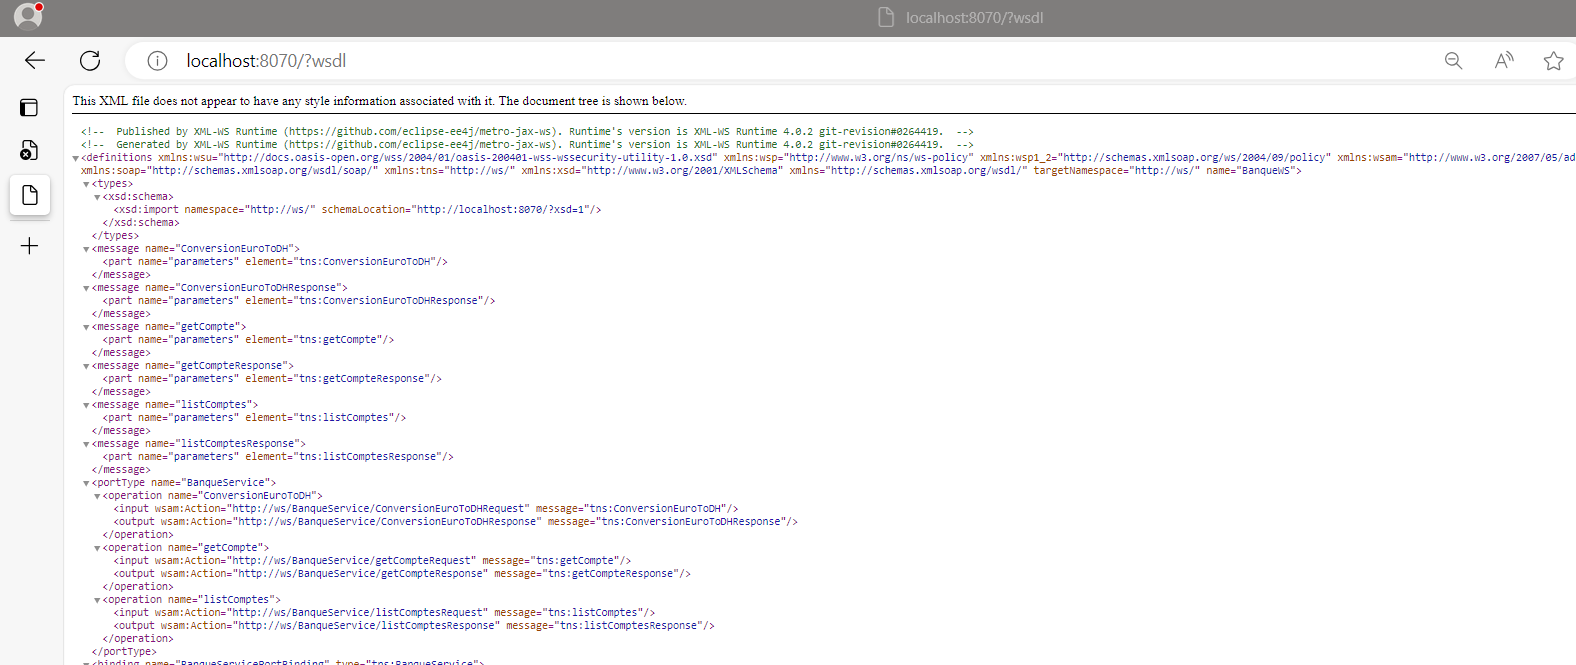 localhost:8070/?wsdl
localhost:8070/?wsdl
This XML file does not appear to have any style information associated with it. The document tree is shown below.
<!-- Published by XML-WS Runtime (https://github.com/eclipse-ee4j/metro-jax-ws). Runtime's version is XML-WS Runtime 4.0.2 git-revision#0264419. -->
<!-- Generated by XML-WS Runtime (https://github.com/eclipse-ee4j/metro-jax-ws). Runtime's version is XML-WS Runtime 4.0.2 git-revision#0264419. -->
<definitions xmlns:wsu="http://docs.oasis-open.org/wss/2004/01/oasis-200401-wss-wssecurity-utility-1.0.xsd" xmlns:wsp="http://www.w3.org/ns/ws-policy" xmlns:wsp1_2="http://schemas.xmlsoap.org/ws/2004/09/policy" xmlns:wsam="http://www.w3.org/2007/05/ad
xmlns:soap="http://schemas.xmlsoap.org/wsdl/soap/" xmlns:tns="http://ws/" xmlns:xsd="http://www.w3.org/2001/XMLSchema" xmlns="http://schemas.xmlsoap.org/wsdl/" targetNamespace="http://ws/" name="BanqueWS">
<types>
<xsd:schema>
<xsd:import namespace="http://ws/" schemaLocation="http://localhost:8070/?xsd=1"/>
</xsd:schema>
</types>
<message name="ConversionEuroToDH">
<part name="parameters" element="tns:ConversionEuroToDH"/>
</message>
<message name="ConversionEuroToDHResponse">
<part name="parameters" element="tns:ConversionEuroToDHResponse"/>
</message>
<message name="getCompte">
<part name="parameters" element="tns:getCompte"/>
</message>
<message name="getCompteResponse">
<part name="parameters" element="tns:getCompteResponse"/>
</message>
<message name="listComptes">
<part name="parameters" element="tns:listComptes"/>
</message>
<message name="listComptesResponse">
<part name="parameters" element="tns:listComptesResponse"/>
</message>
<portType name="BanqueService">
<operation name="ConversionEuroToDH">
<input wsam:Action="http://ws/BanqueService/ConversionEuroToDHRequest" message="tns:ConversionEuroToDH"/>
<output wsam:Action="http://ws/BanqueService/ConversionEuroToDHResponse" message="tns:ConversionEuroToDHResponse"/>
</operation>
<operation name="getCompte">
<input wsam:Action="http://ws/BanqueService/getCompteRequest" message="tns:getCompte"/>
<output wsam:Action="http://ws/BanqueService/getCompteResponse" message="tns:getCompteResponse"/>
</operation>
<operation name="listComptes">
<input wsam:Action="http://ws/BanqueService/listComptesRequest" message="tns:listComptes"/>
<output wsam:Action="http://ws/BanqueService/listComptesResponse" message="tns:listComptesResponse"/>
</operation>
</portType>
<binding name="BanqueServicePortBinding" type="tns:BanqueService">